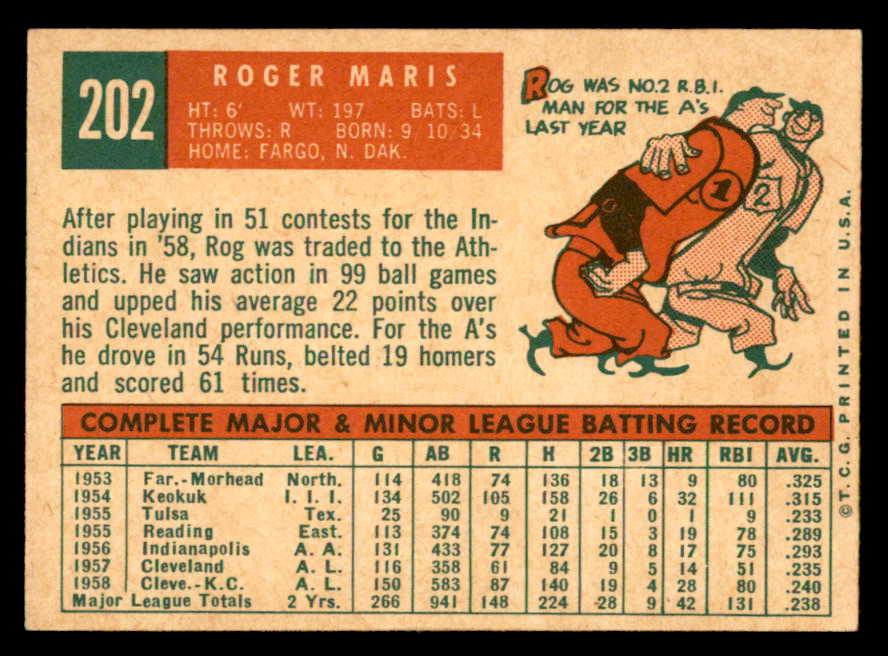 202
ROGER MARIS
HT: 6' WT: 197 BATS: L
THROWS: R BORN: 9 10/34
HOME: FARGO, N. DAK.
ROG WAS NO.2 R.B.I.
MAN FOR THE A's
LAST YEAR
1
2
After playing in 51 contests for the In-
dians in '58, Rog was traded to the Ath-
letics. He saw action in 99 ball games
and upped his average 22 points over
his Cleveland performance. For the A's
he drove in 54 Runs, belted 19 homers
and scored 61 times.
COMPLETE MAJOR & MINOR LEAGUE BATTING RECORD
YEAR TEAM LEA. G AB R H 2B 3B HR RBI AVG.
1953 Far.-Morhead North. 114 418 74 136 18 13 9 80 .325
1954 Keokuk I. I. I. 134 502 105 158 26 6 32 111 .315
1955 Tulsa Tex. 25 90 9 21 1 0 1 9 .233
1955 Reading East. 113 374 74 108 15 3 19 78 .289
1956 Indianapolis A. A. 131 433 77 127 20 8 17 75 .293
1957 Cleveland A. L. 116 358 61 84 9 5 14 51 .235
1958 Cleve.-K.C. A. L. 150 583 87 140 19 4 28 80 .240
Major League Totals 2 Yrs. 266 941 148 224 28 9 42 131 .238
© T. C. G. PRINTED IN U.S.A.